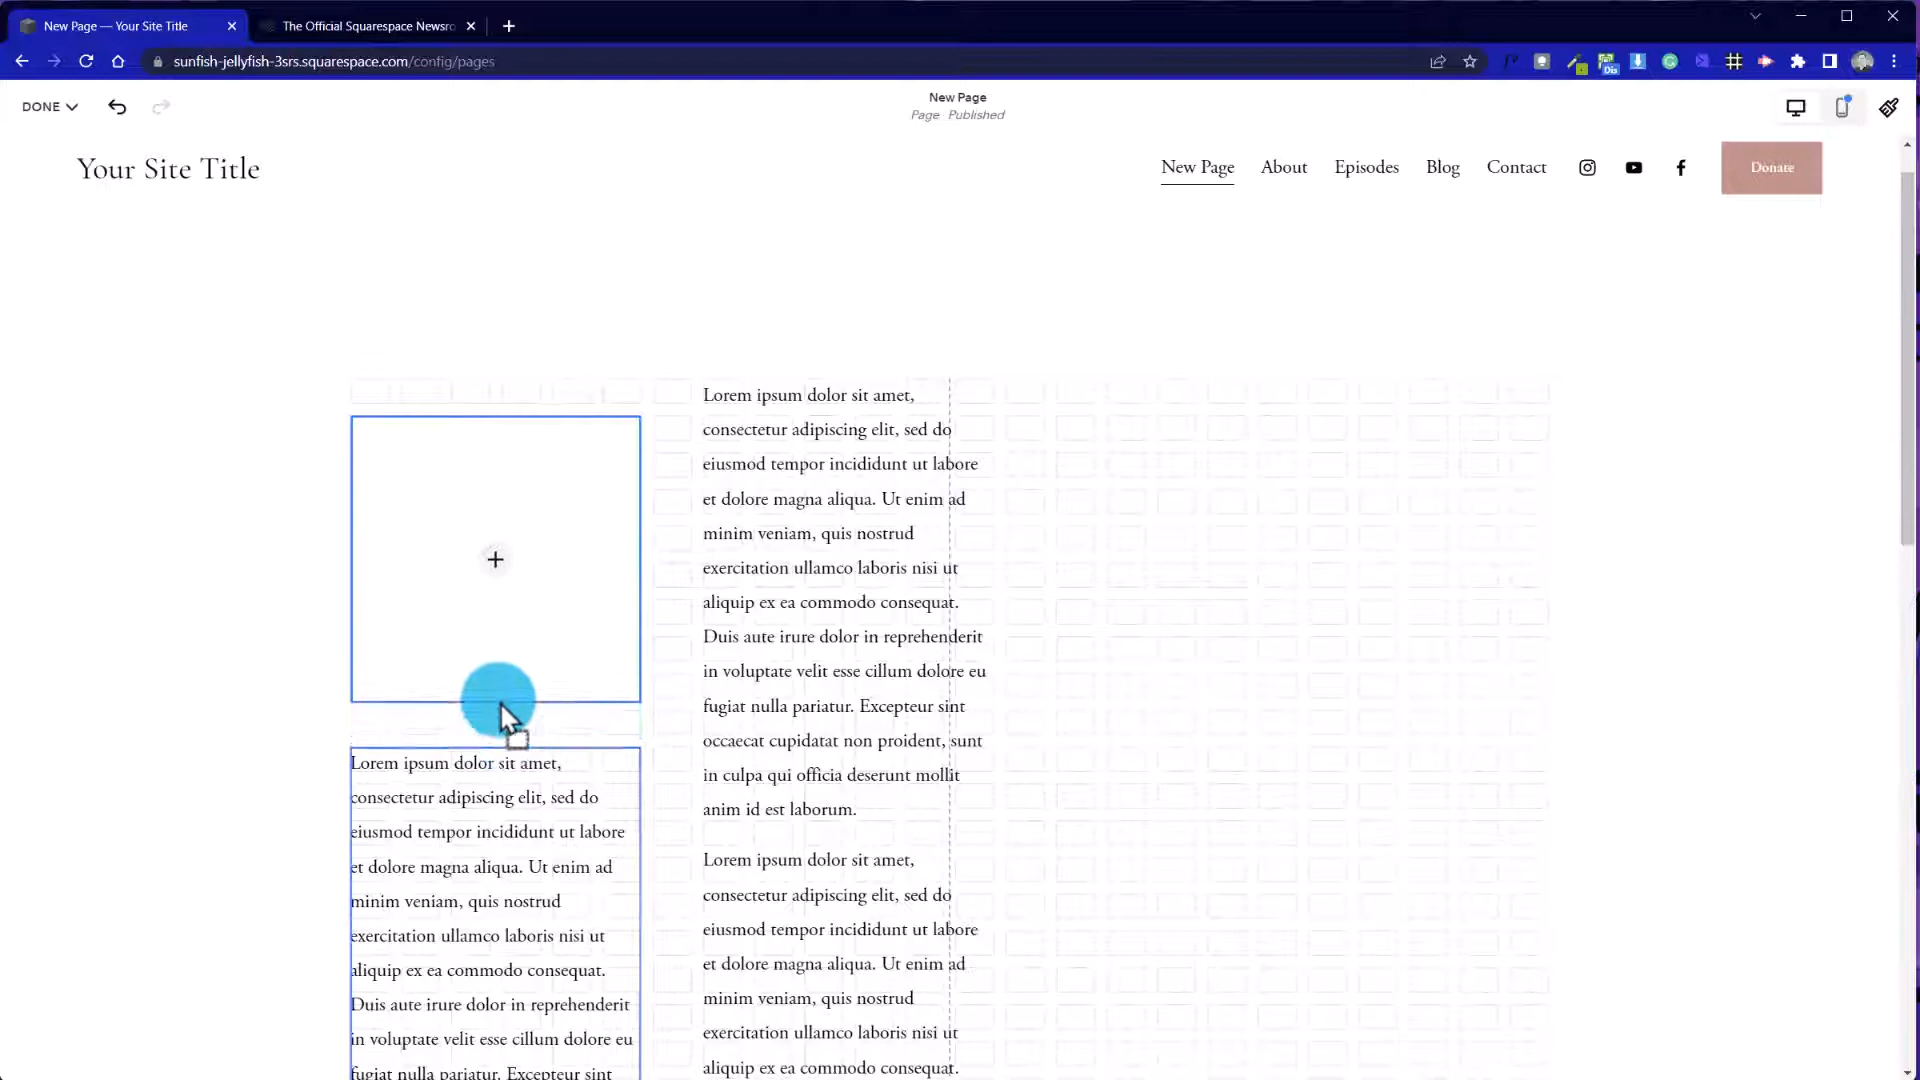 New Page — Your Site Title
The Official Squarespace Newsro
sunfish-jellyfish-3srs.squarespace.com/config/pages
Dis
DONE
New Page
Page · Published
Your Site Title
New Page
About
Episodes
Blog
Contact
Donate
Lorem ipsum dolor sit amet,
consectetur adipiscing elit, sed do
eiusmod tempor incididunt ut labore
et dolore magna aliqua. Ut enim ad
minim veniam, quis nostrud
exercitation ullamco laboris nisi ut
aliquip ex ea commodo consequat.
Duis aute irure dolor in reprehenderit
in voluptate velit esse cillum dolore eu
fugiat nulla pariatur. Excepteur sint
Lorem ipsum dolor sit amet,
consectetur adipiscing elit, sed do
eiusmod tempor incididunt ut labore
et dolore magna aliqua. Ut enim ad
minim veniam, quis nostrud
exercitation ullamco laboris nisi ut
aliquip ex ea commodo consequat.
Duis aute irure dolor in reprehenderit
in voluptate velit esse cillum dolore eu
fugiat nulla pariatur. Excepteur sint
occaecat cupidatat non proident, sunt
in culpa qui officia deserunt mollit
anim id est laborum.
Lorem ipsum dolor sit amet,
consectetur adipiscing elit, sed do
eiusmod tempor incididunt ut labore
et dolore magna aliqua. Ut enim ad
minim veniam, quis nostrud
exercitation ullamco laboris nisi ut
aliquip ex ea commodo consequat.